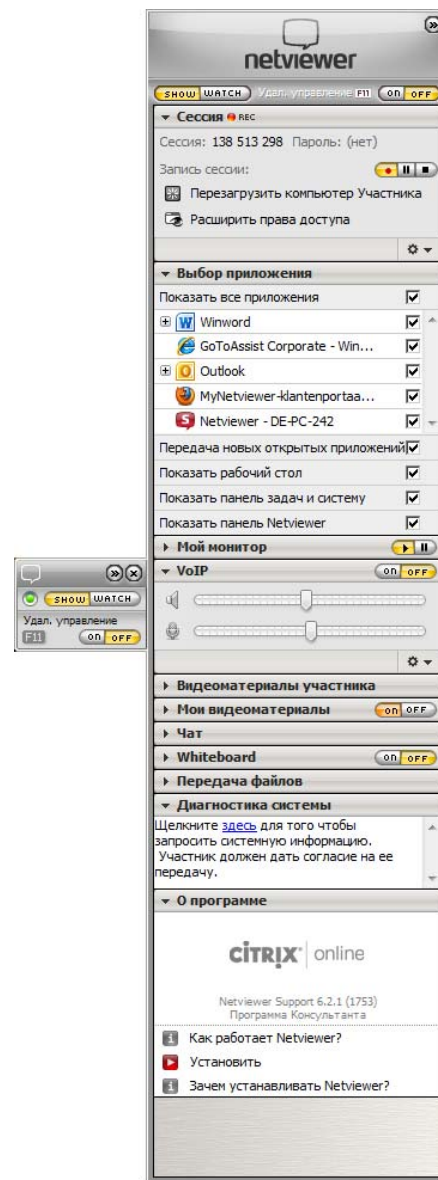 netviewer
SHOW WATCH Удал. управление F11 on OFF
Сессия REC
Сессия: 138 513 298 Пароль: (нет)
Запись сессии:
Перезагрузить компьютер Участника
Расширить права доступа
Выбор приложения
Показать все приложения
Winword
GoToAssist Corporate - Win...
Outlook
MyNetviewer-klantenportaa...
Netviewer - DE-PC-242
Передача новых открытых приложений
Показать рабочий стол
Показать панель задач и систему
Показать панель Netviewer
Мой монитор
VoIP on OFF
SHOW WATCH
Удал. управление
F11 on OFF
Видеоматериалы участника
Мои видеоматериалы on OFF
Чат
Whiteboard on OFF
Передача файлов
Диагностика системы
Щелкните здесь для того чтобы
запросить системную информацию.
Участник должен дать согласие на ее
передачу.
О программе
CITRIX online
Netviewer Support 6.2.1 (1753)
Программа Консультанта
Как работает Netviewer?
Установить
Зачем устанавливать Netviewer?